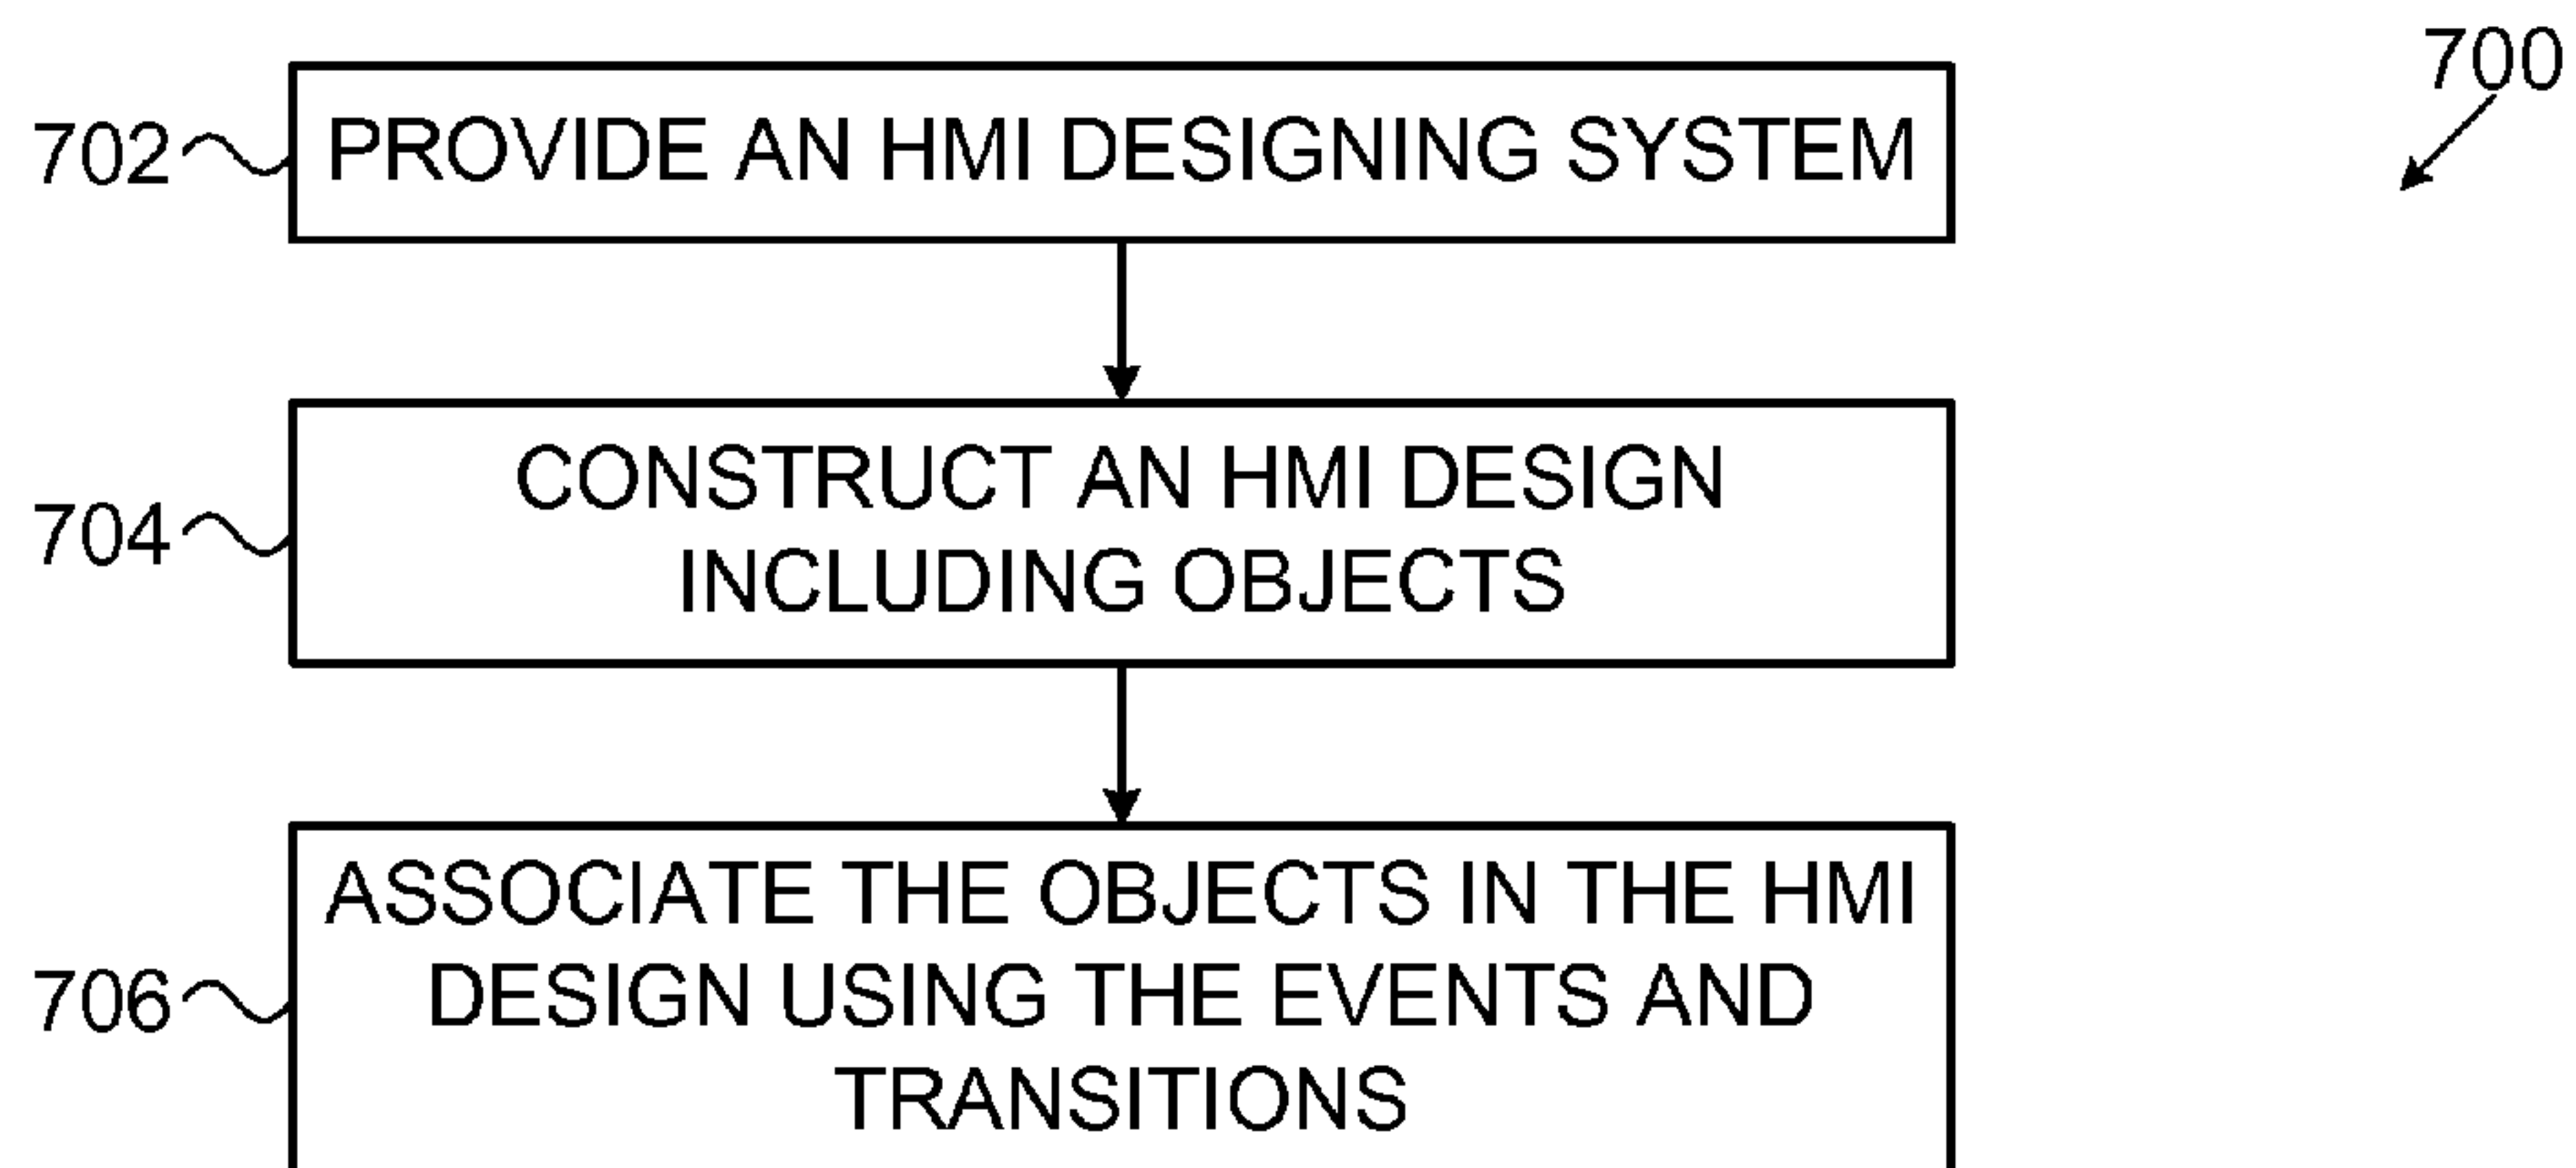 700
702 PROVIDE AN HMI DESIGNING SYSTEM
CONSTRUCT AN HMI DESIGN
704
INCLUDING OBJECTS
ASSOCIATE THE OBJECTS IN THE HMI
706 DESIGN USING THE EVENTS AND
TRANSITIONS